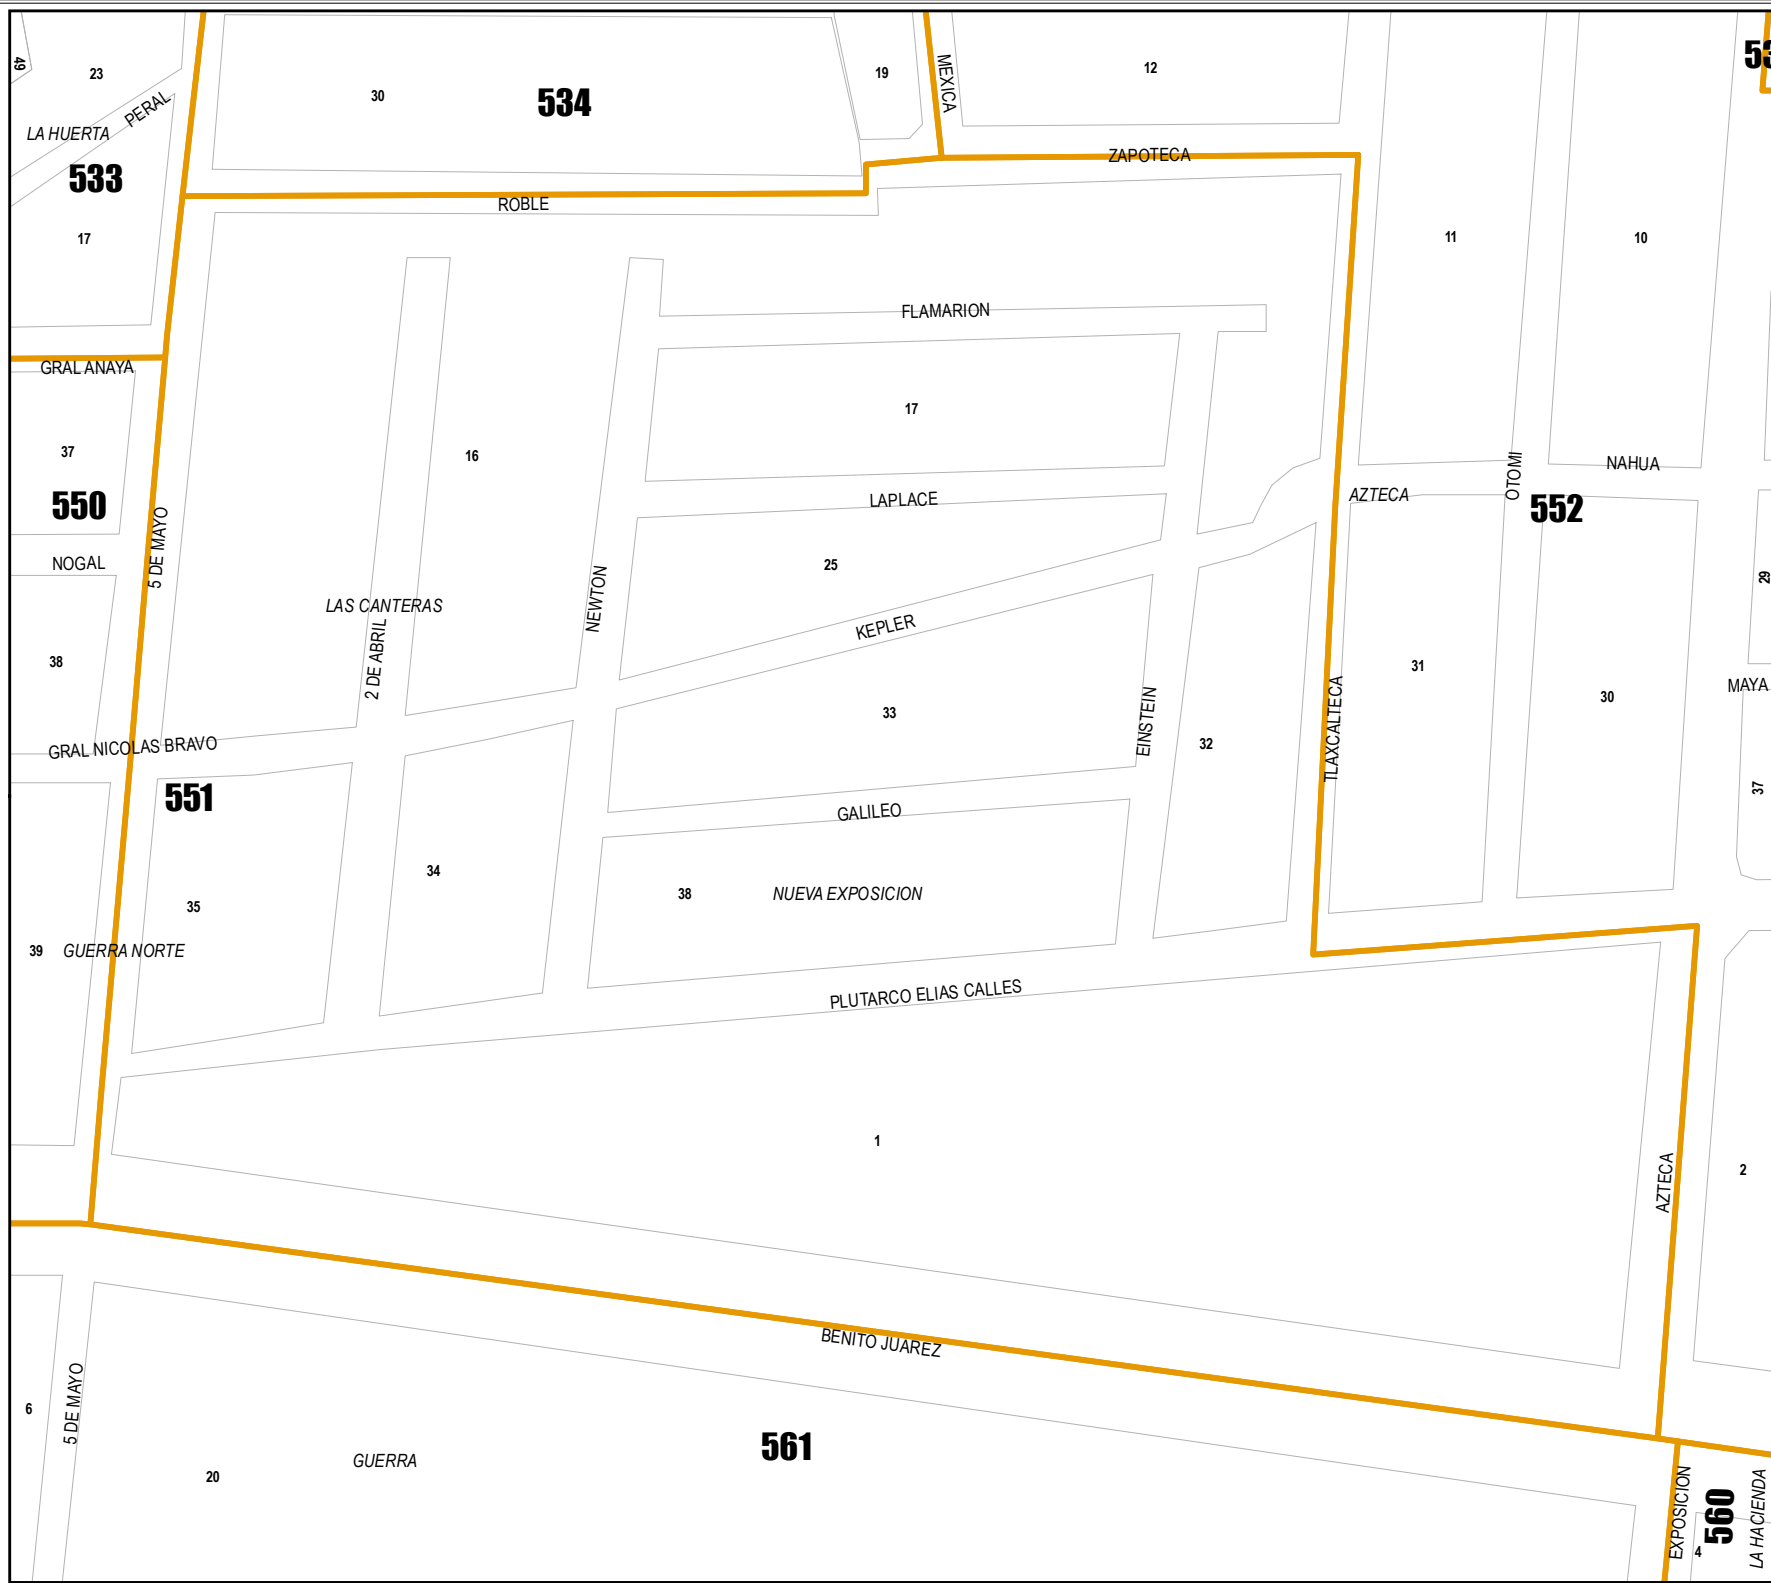 49
23
PERAL
LA HUERTA
533
17
30
534
19
MEXICA
12
ZAPOTECA
ROBLE
11
10
GRAL ANAYA
FLAMARION
37
550
16
17
LAPLACE
NAHUA
OTOMI
AZTECA
552
NOGAL
5 DE MAYO
25
29
LAS CANTERAS
2 DE ABRIL
NEWTON
KEPLER
38
31
30
MAYA
33
EINSTEIN
32
TLAXCALTECA
GRAL NICOLAS BRAVO
551
37
GALILEO
34
38
NUEVA EXPOSICION
35
39
GUERRA NORTE
PLUTARCO ELIAS CALLES
1
AZTECA
2
BENITO JUAREZ
6
5 DE MAYO
20
GUERRA
561
EXPOSICION
4
560
LA HACIENDA